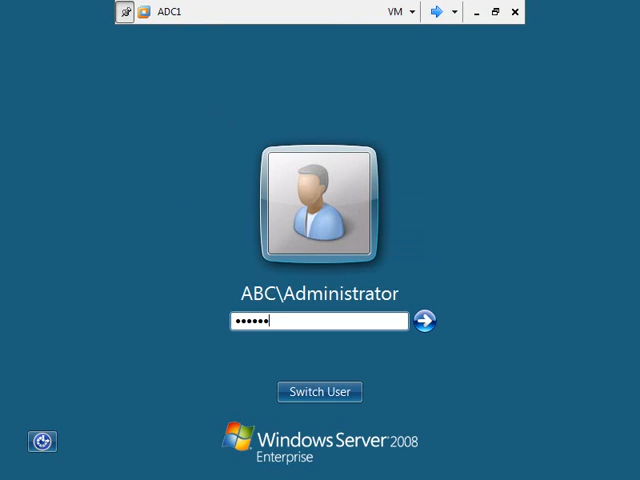 ADC1
VM
ABC\Administrator
••••••
Switch User
Windows Server 2008
Enterprise